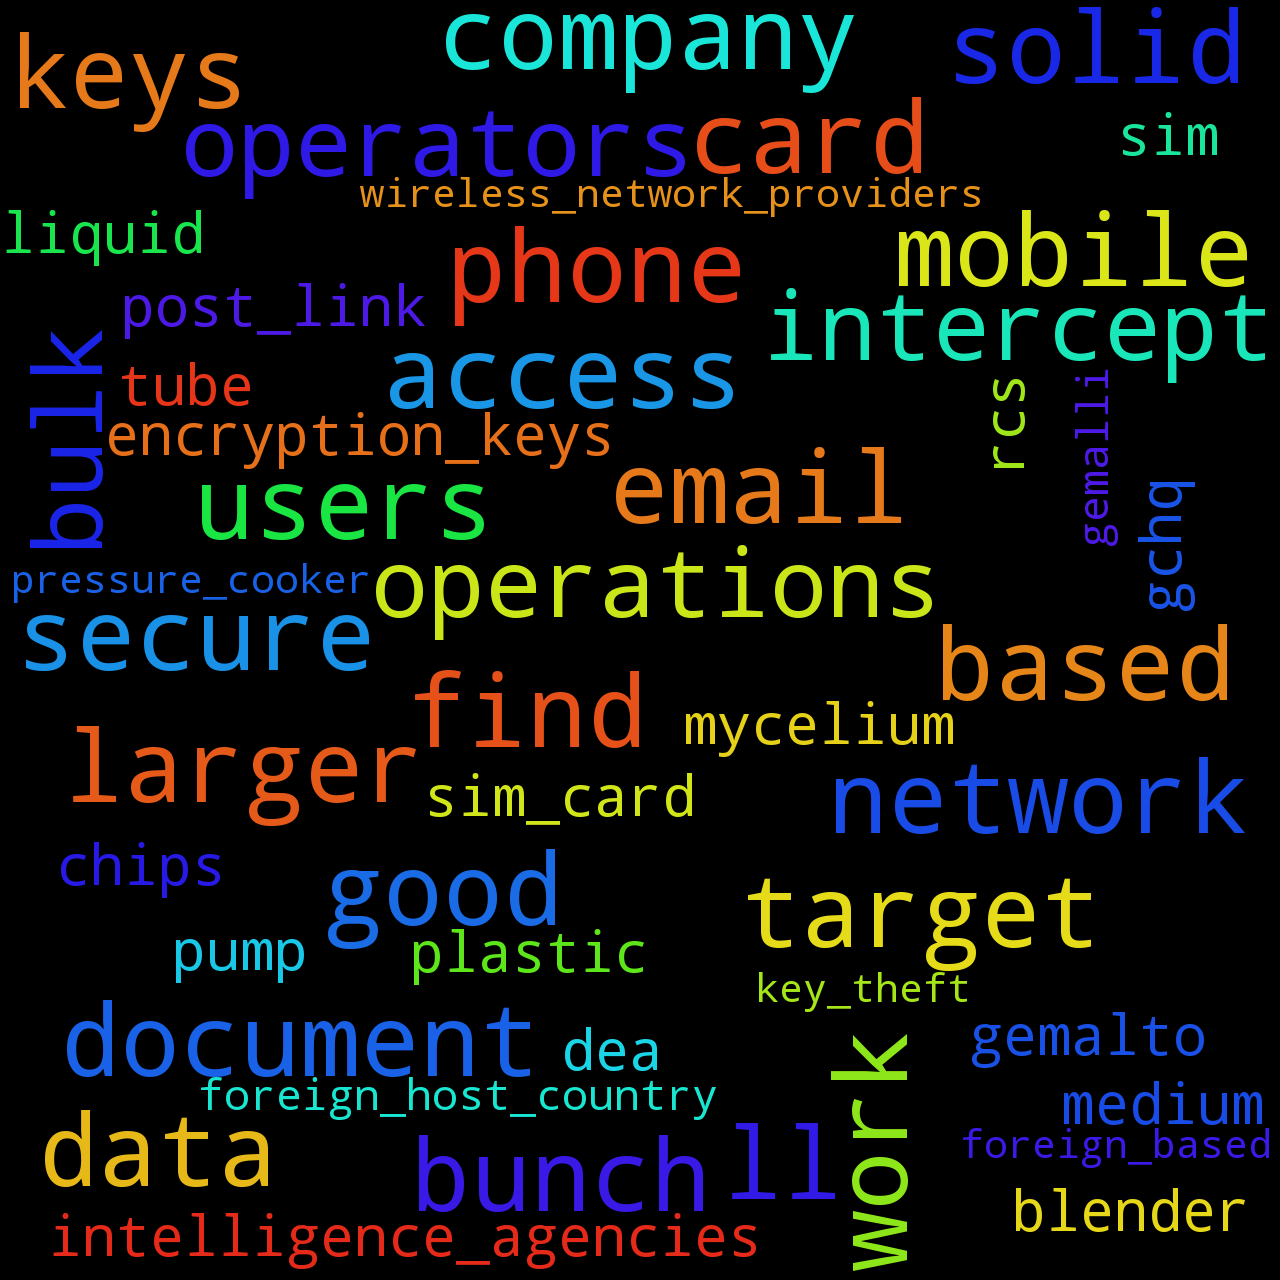 company
solid
keys
operators
card
sim
wireless_network_providers
liquid
phone
mobile
post_link
intercept
bulk
tube
access
rcs
gemalli
encryption_keys
users
email
gchq
pressure_cooker
operations
secure
based
find
mycelium
larger
sim_card
network
chips
good
target
pump
plastic
key_theft
document
dea
gemalto
foreign_host_country
work
medium
data
bunch
ll
foreign_based
blender
intelligence_agencies